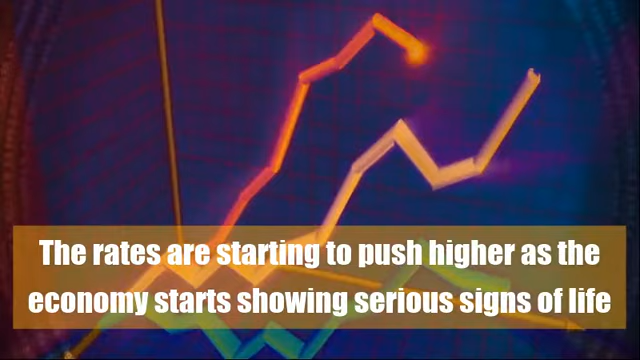 The rates are starting to push higher as the
economy starts showing serious signs of life